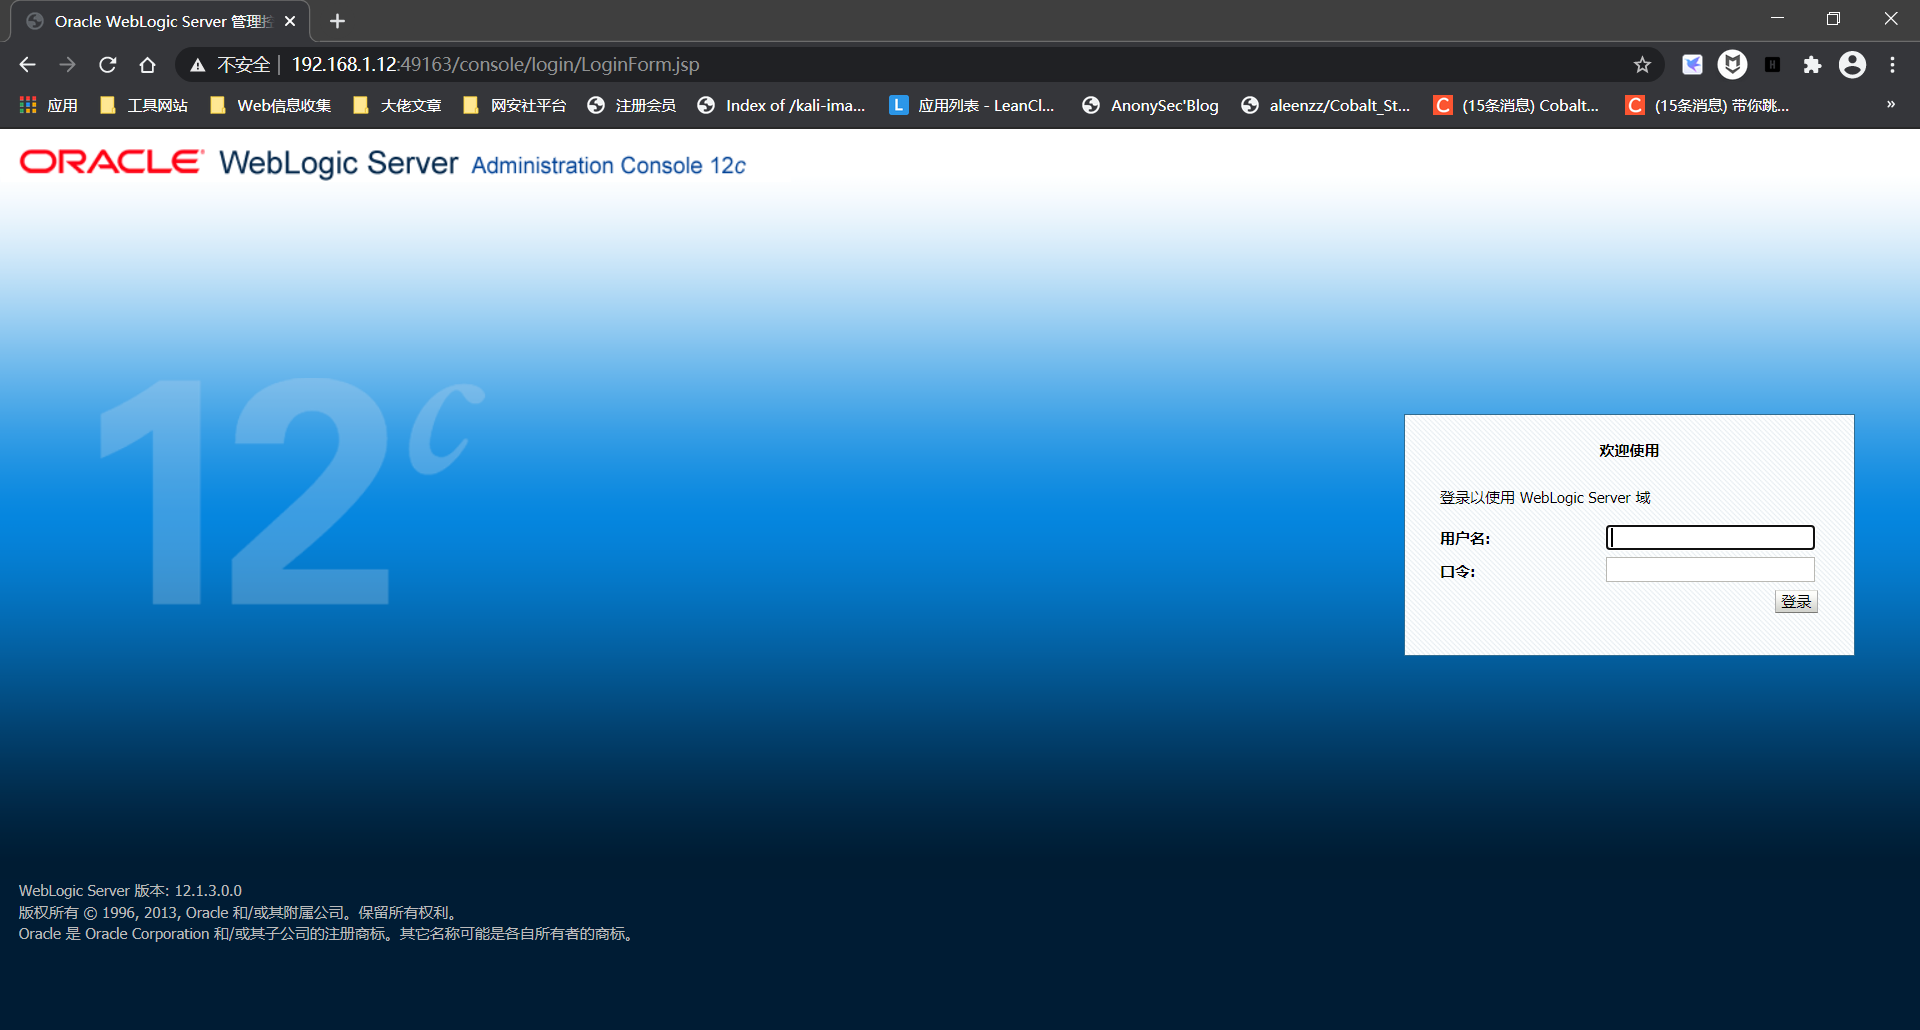 Oracle WebLogic Server 管理控
不安全 | 192.168.1.12:49163/console/login/LoginForm.jsp
应用 工具网站 Web信息收集 大佬文章 网安社平台 注册会员 Index of /kali-ima... L 应用列表 - LeanCl... AnonySec'Blog aleenzz/Cobalt_St... C (15条消息) Cobalt... C (15条消息) 带你跳... »
ORACLE WebLogic Server Administration Console 12c
12c
欢迎使用
登录以使用 WebLogic Server 域
用户名:
口令:
登录
WebLogic Server 版本: 12.1.3.0.0
版权所有 © 1996, 2013, Oracle 和/或其附属公司。保留所有权利。
Oracle 是 Oracle Corporation 和/或其子公司的注册商标。其它名称可能是各自所有者的商标。